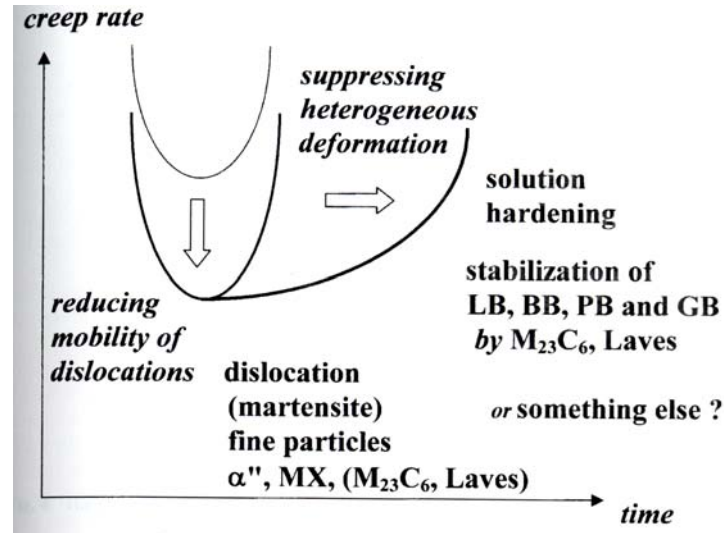 creep rate
suppressing
heterogeneous
deformation
solution
hardening
stabilization of
LB, BB, PB and GB
by M₂₃C₆, Laves
reducing
mobility of
dislocations
dislocation
(martensite)
fine particles
α", MX, (M₂₃C₆, Laves)
or something else ?
time